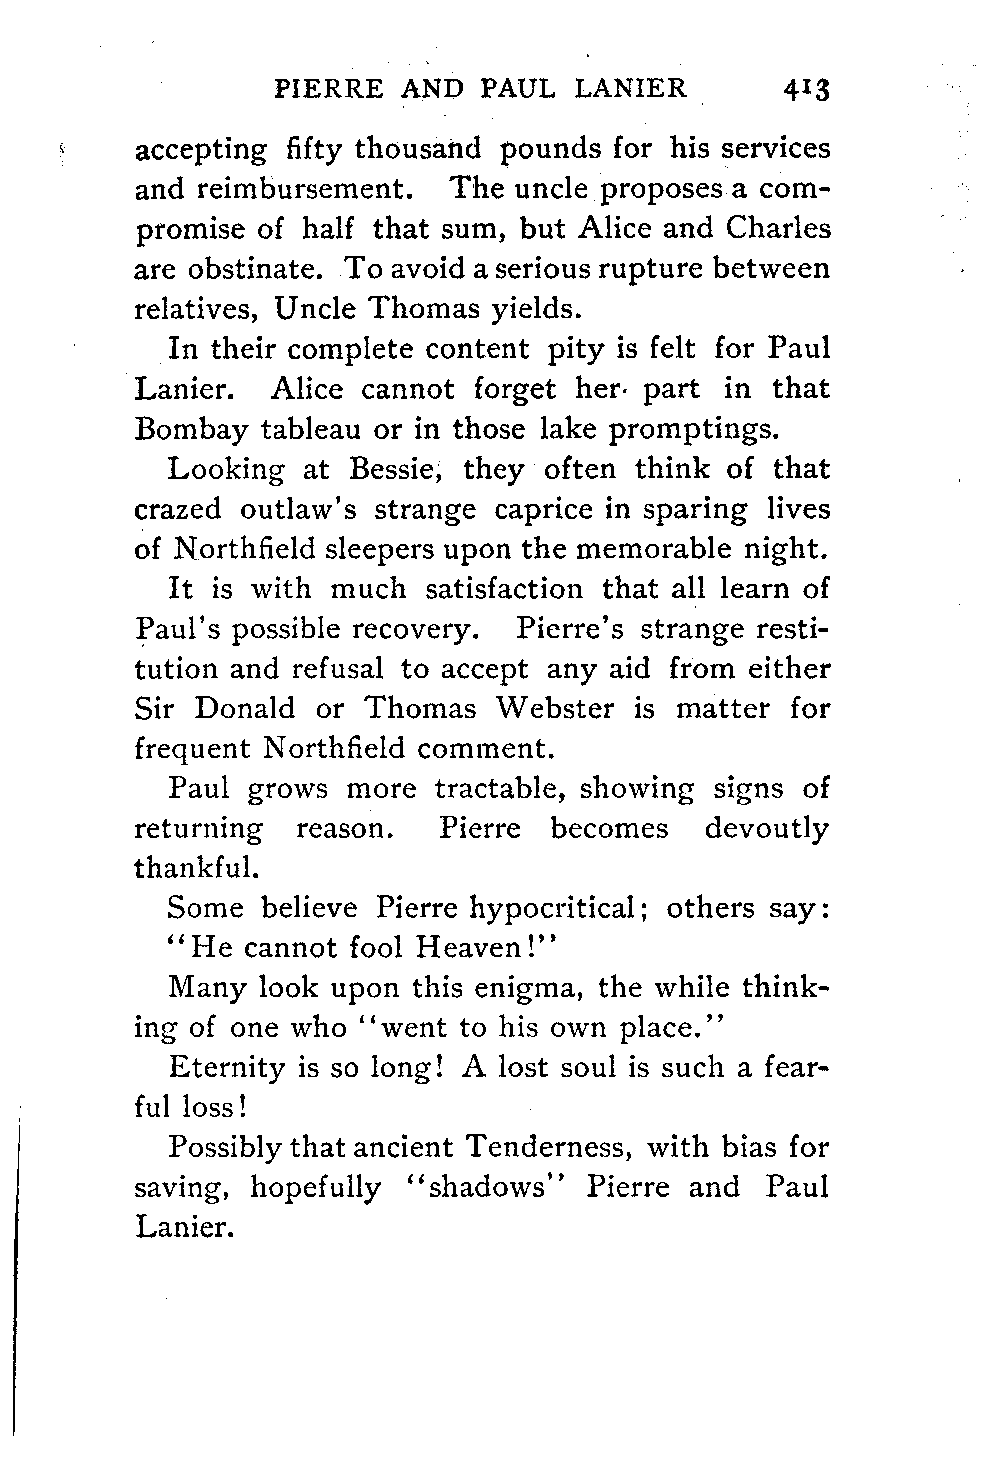 PIERRE AND PAUL LANIER 413
accepting fifty thousand pounds for his services
and reimbursement. The uncle proposes a com-
promise of half that sum, but Alice and Charles
are obstinate. To avoid a serious rupture between
relatives, Uncle Thomas yields.
In their complete content pity is felt for Paul
Lanier. Alice cannot forget her part in that
Bombay tableau or in those lake promptings.
Looking at Bessie, they often think of that
crazed outlaw's strange caprice in sparing lives
of Northfield sleepers upon the memorable night.
It is with much satisfaction that all learn of
Paul's possible recovery. Pierre's strange resti-
tution and refusal to accept any aid from either
Sir Donald or Thomas Webster is matter for
frequent Northfield comment.
Paul grows more tractable, showing signs of
returning reason. Pierre becomes devoutly
thankful.
Some believe Pierre hypocritical; others say:
"He cannot fool Heaven!"
Many look upon this enigma, the while think-
ing of one who "went to his own place."
Eternity is so long! A lost soul is such a fear-
ful loss!
Possibly that ancient Tenderness, with bias for
saving, hopefully "shadows" Pierre and Paul
Lanier.